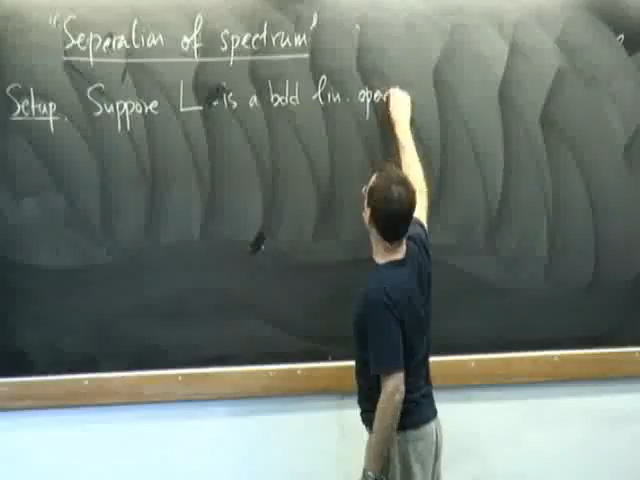 "Seperation of spectrum"
Setup. Suppose L is a bdd lin. oper